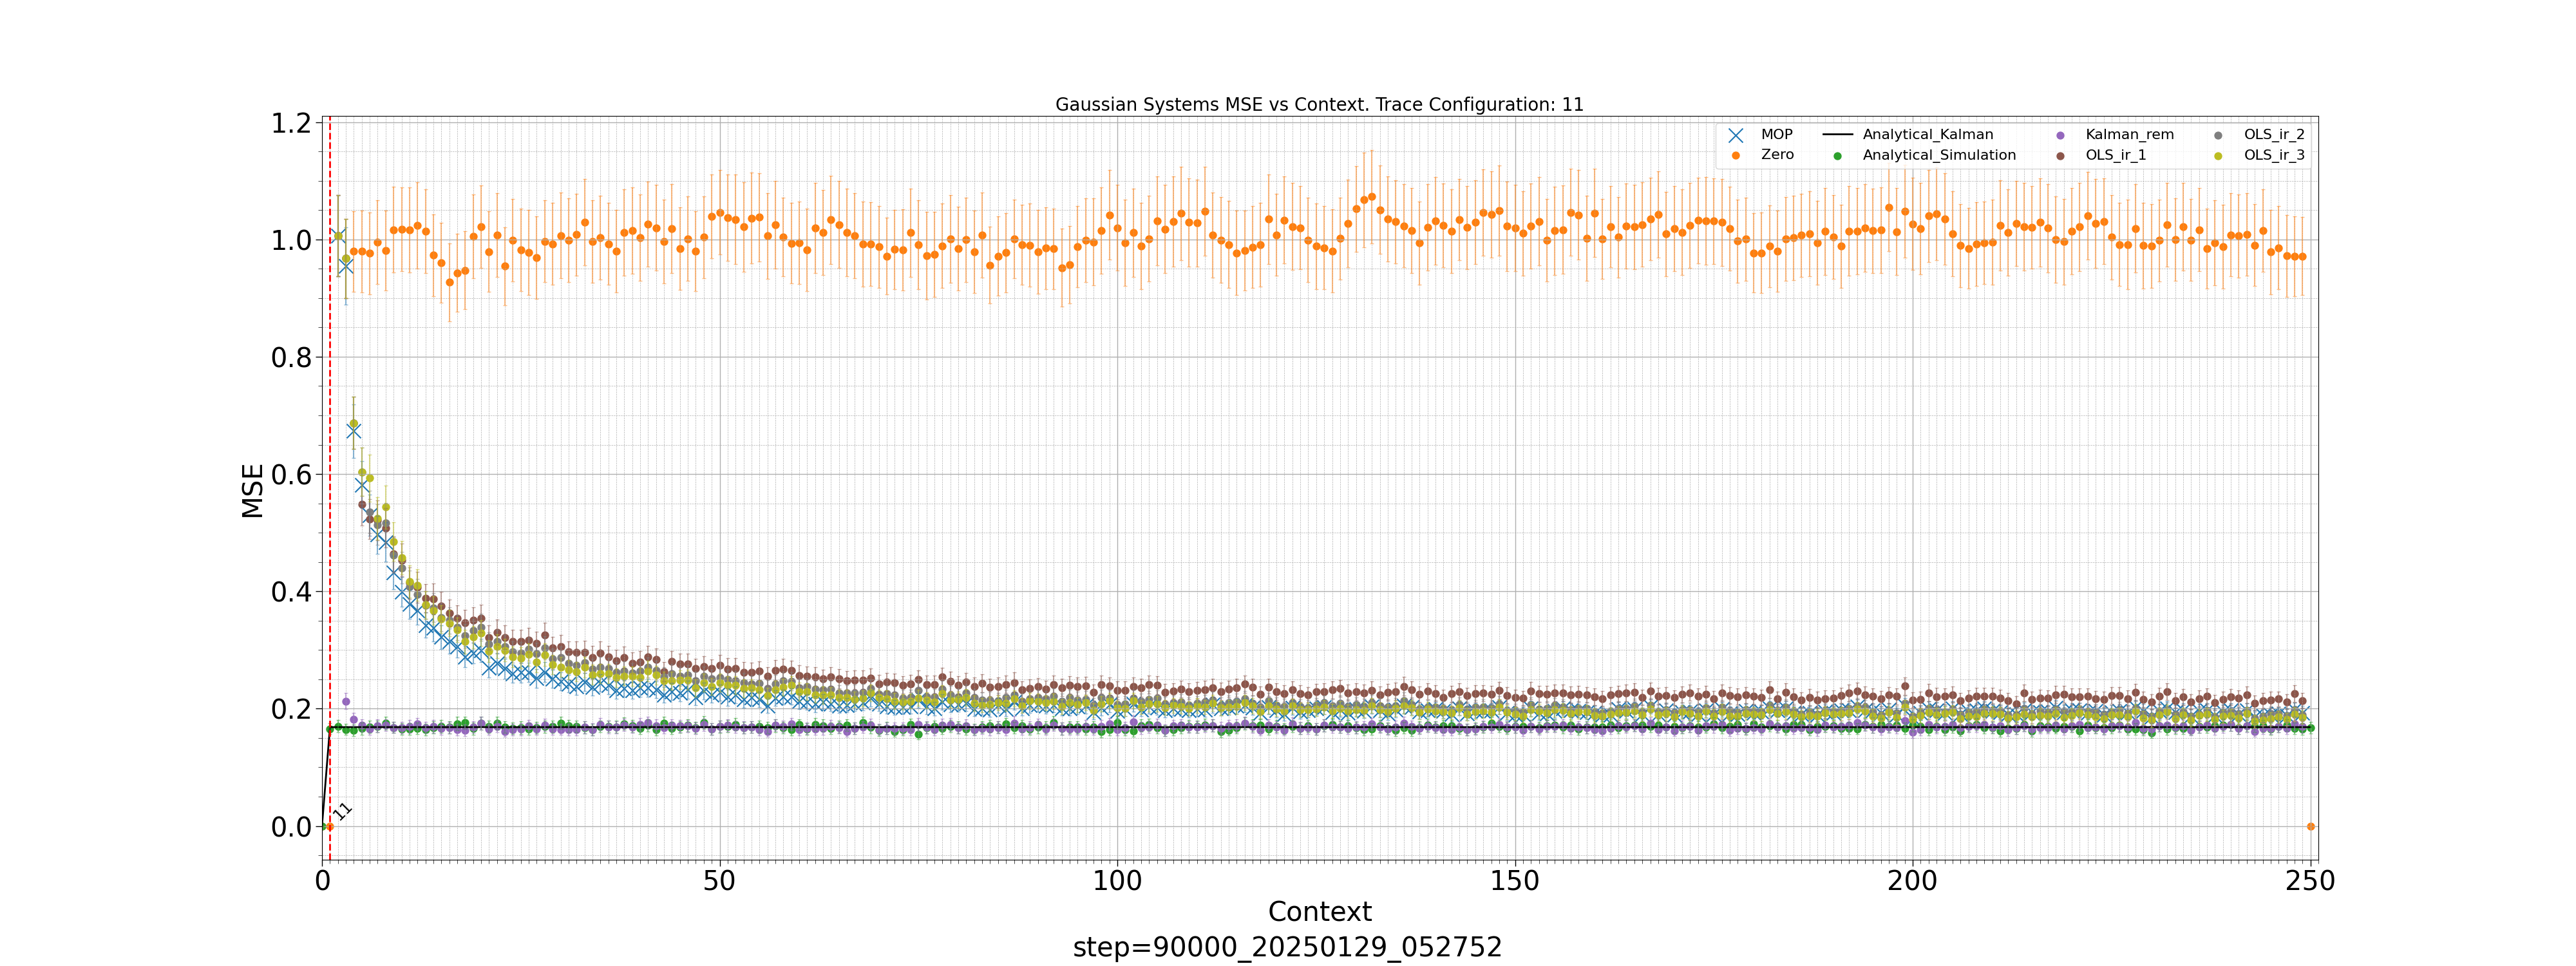 Gaussian Systems MSE vs Context. Trace Configuration: 11
MOP
Zero
Analytical_Kalman
Analytical_Simulation
Kalman_rem
OLS_ir_1
OLS_ir_2
OLS_ir_3
MSE
1.2
1.0
0.8
0.6
0.4
0.2
0.0
11
0
50
100
150
200
250
Context
step=90000_20250129_052752